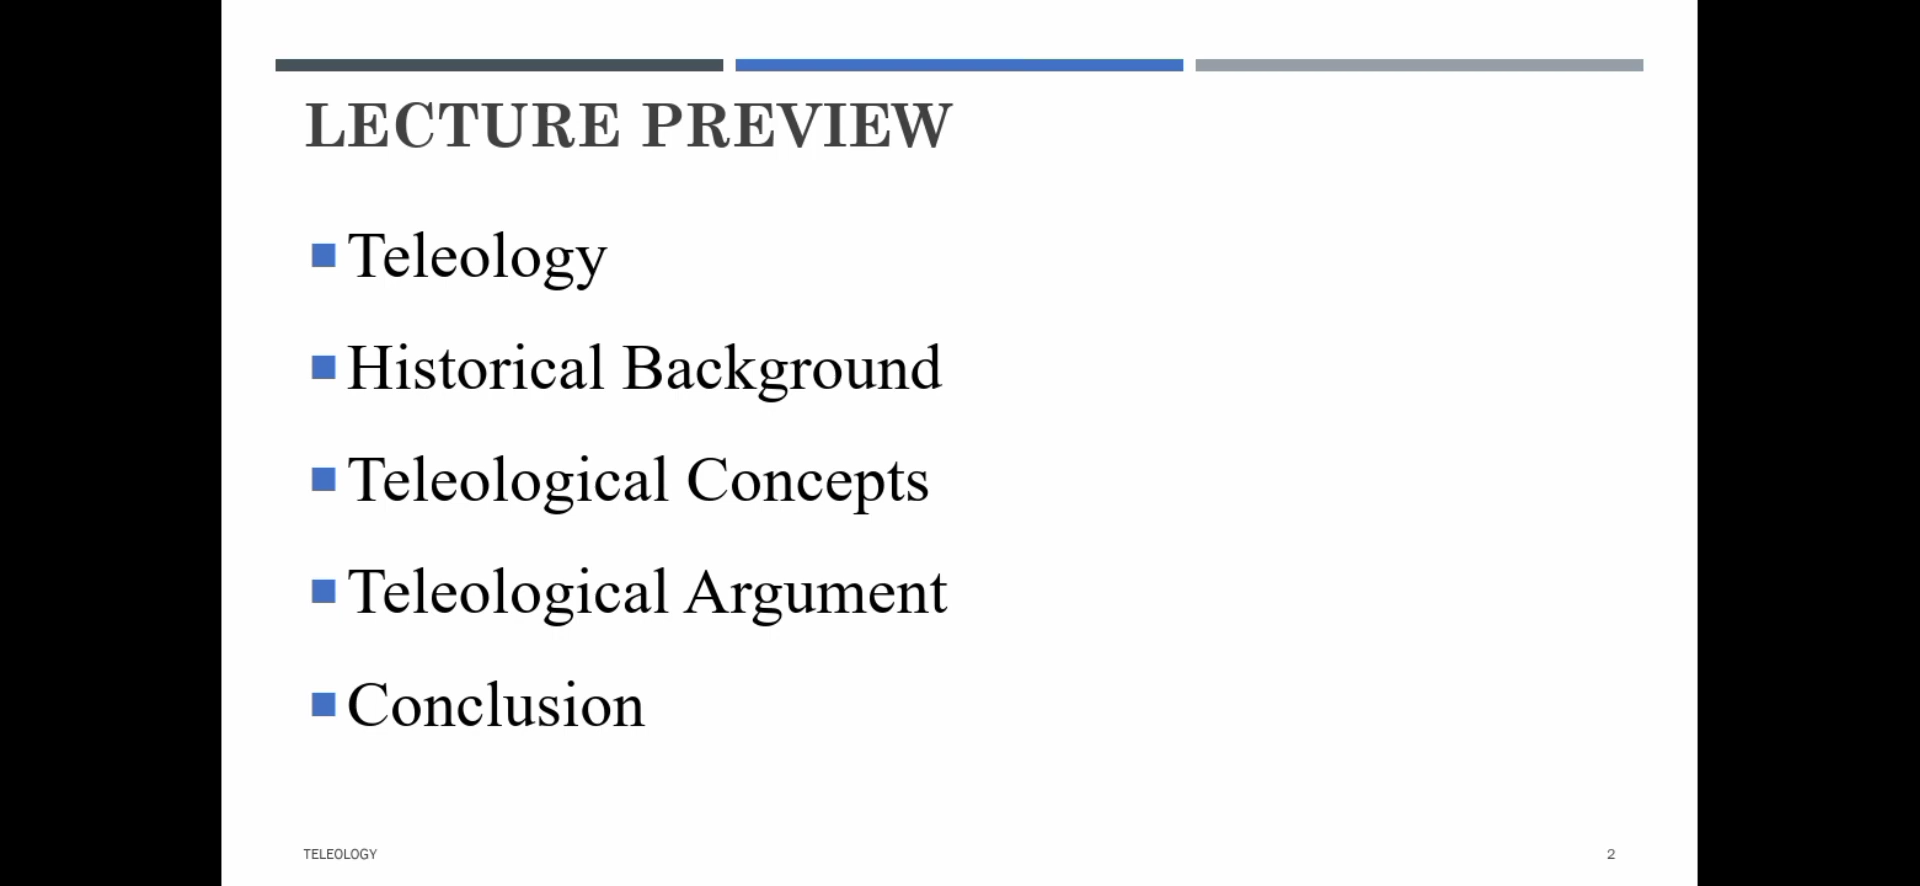 LECTURE PREVIEW
Teleology
Historical Background
Teleological Concepts
Teleological Argument
Conclusion
TELEOLOGY
2